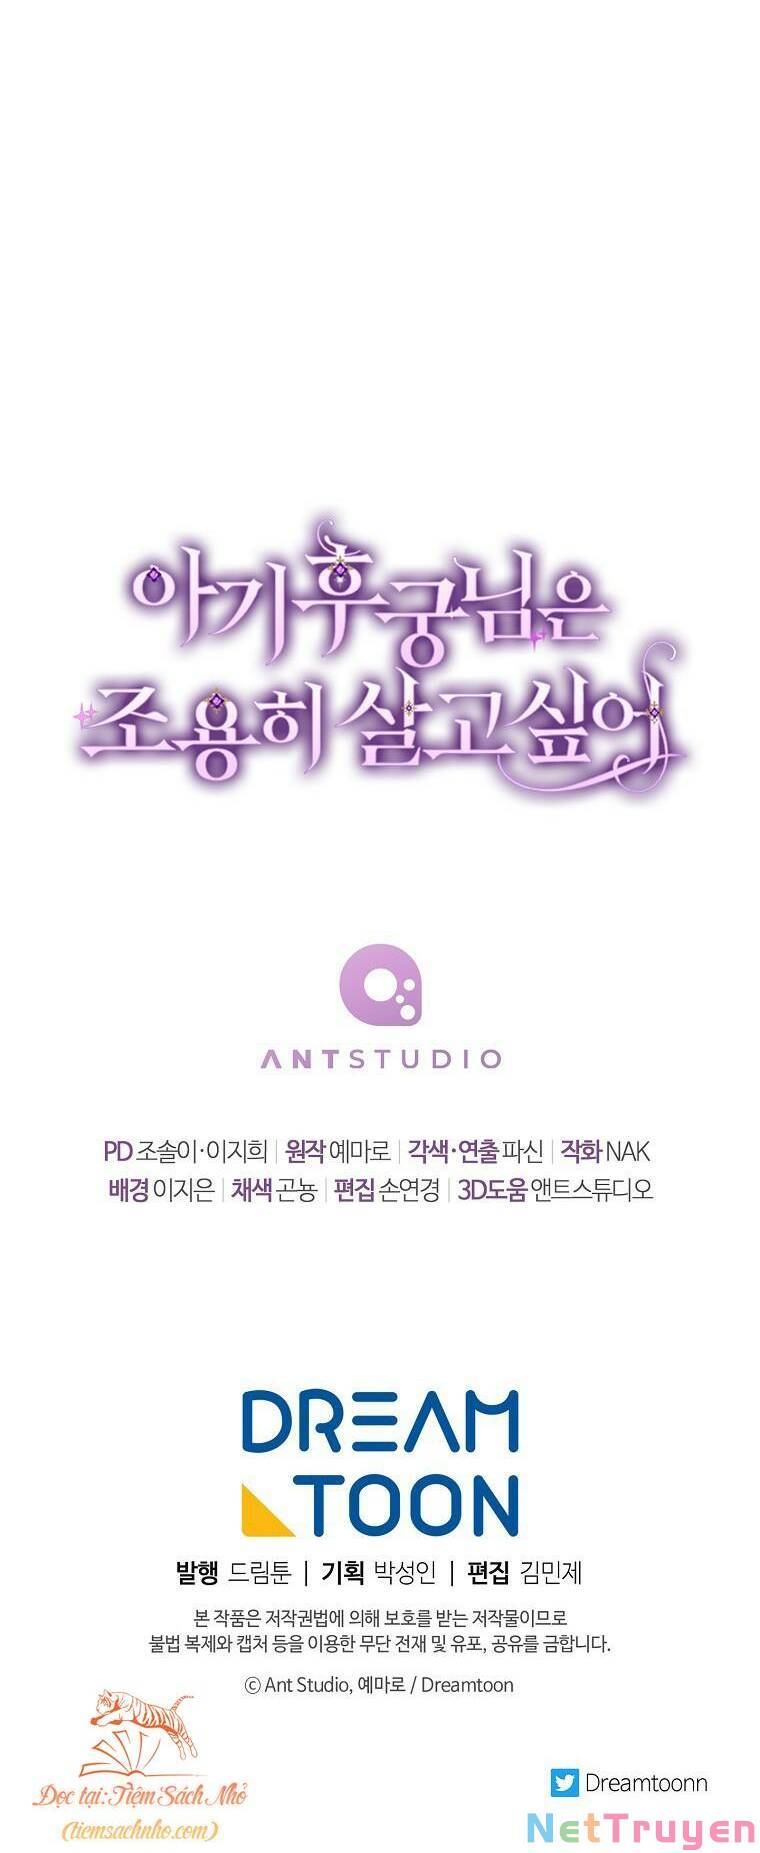 아기후궁님은
조용히 살고 싶어
ANTSTUDIO
PD 조솔이·이지희 | 원작 예마로 | 각색·연출 파신 | 작화 NAK
배경 이지은 | 채색 곤뇽 | 편집 손연경 | 3D도움 앤트스튜디오
DREAM
TOON
발행 드림툰 | 기획 박성인 | 편집 김민제
본 작품은 저작권법에 의해 보호를 받는 저작물이므로
불법 복제와 캡처 등을 이용한 무단 전재 및 유포, 공유를 금합니다.
ⓒ Ant Studio, 예마로 / Dreamtoon
Đọc tại: Tiệm Sách Nhỏ
(tiemsachnho.com)
Dreamtoonn
NetTruyen